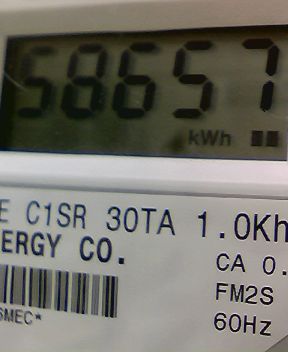 58657
kWh
E C1SR 30TA 1.0Kh
ERGY CO.
CA 0.
FM2S
SMEC*
60Hz